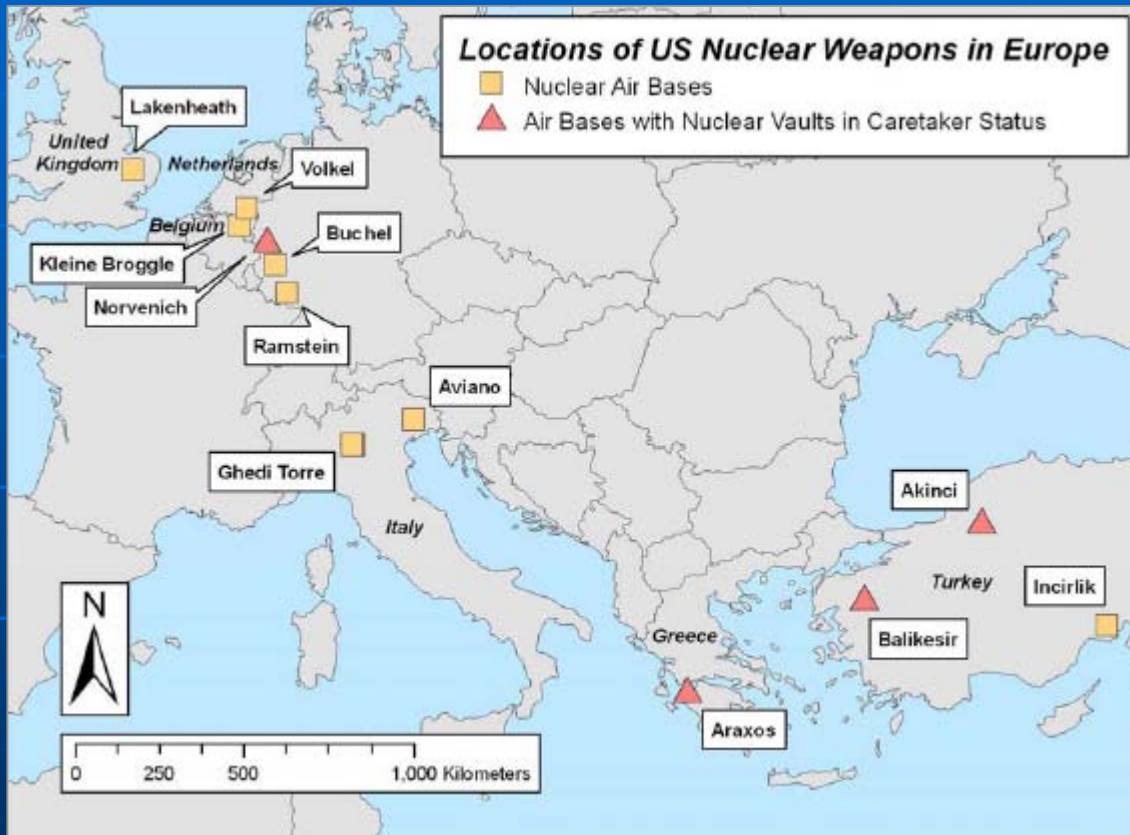 Locations of US Nuclear Weapons in Europe
Nuclear Air Bases
Air Bases with Nuclear Vaults in Caretaker Status
Lakenheath
United
Kingdom
Netherlands
Volkel
Belgium
Buchel
Kleine Broggle
Norvenich
Ramstein
Aviano
Ghedi Torre
Italy
Akinci
Turkey
Incirlik
Balikesir
Greece
Araxos
N
0 250 500 1,000 Kilometers